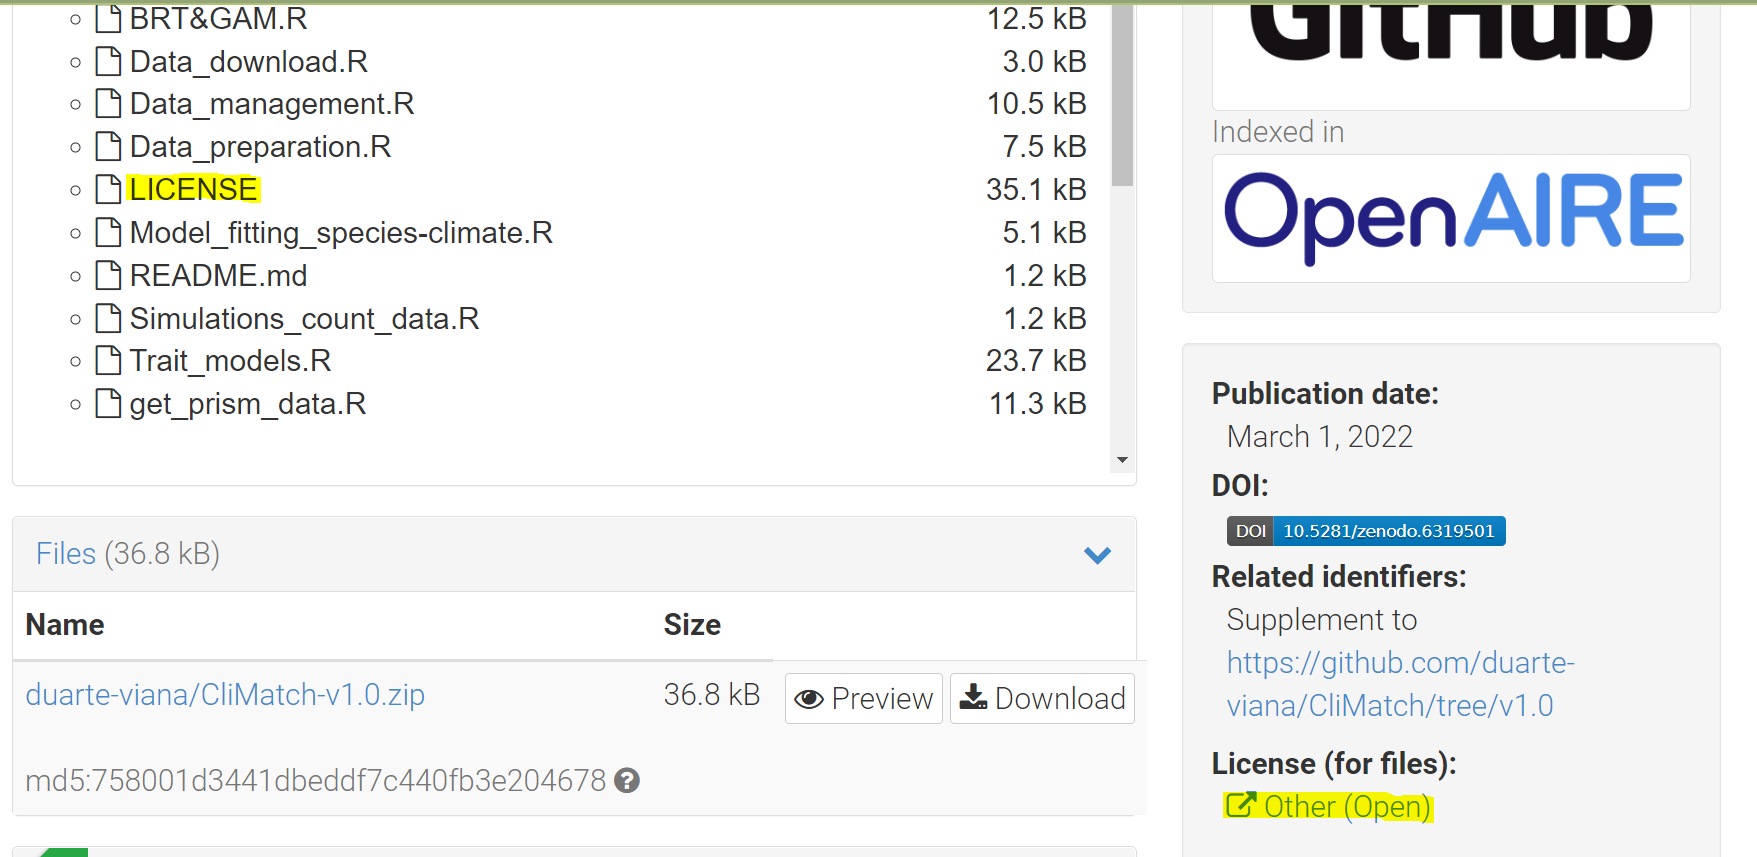 BRT&GAM.R 12.5 kB
Data_download.R 3.0 kB
Data_management.R 10.5 kB
Data_preparation.R 7.5 kB
LICENSE 35.1 kB
Model_fitting_species-climate.R 5.1 kB
README.md 1.2 kB
Simulations_count_data.R 1.2 kB
Trait_models.R 23.7 kB
get_prism_data.R 11.3 kB
Files (36.8 kB)
Name Size
duarte-viana/CliMatch-v1.0.zip 36.8 kB Preview Download
md5:758001d3441dbeddf7c440fb3e204678 ?
GitHub
Indexed in
OpenAIRE
Publication date:
March 1, 2022
DOI:
DOI 10.5281/zenodo.6319501
Related identifiers:
Supplement to
https://github.com/duarte-
viana/CliMatch/tree/v1.0
License (for files):
Other (Open)